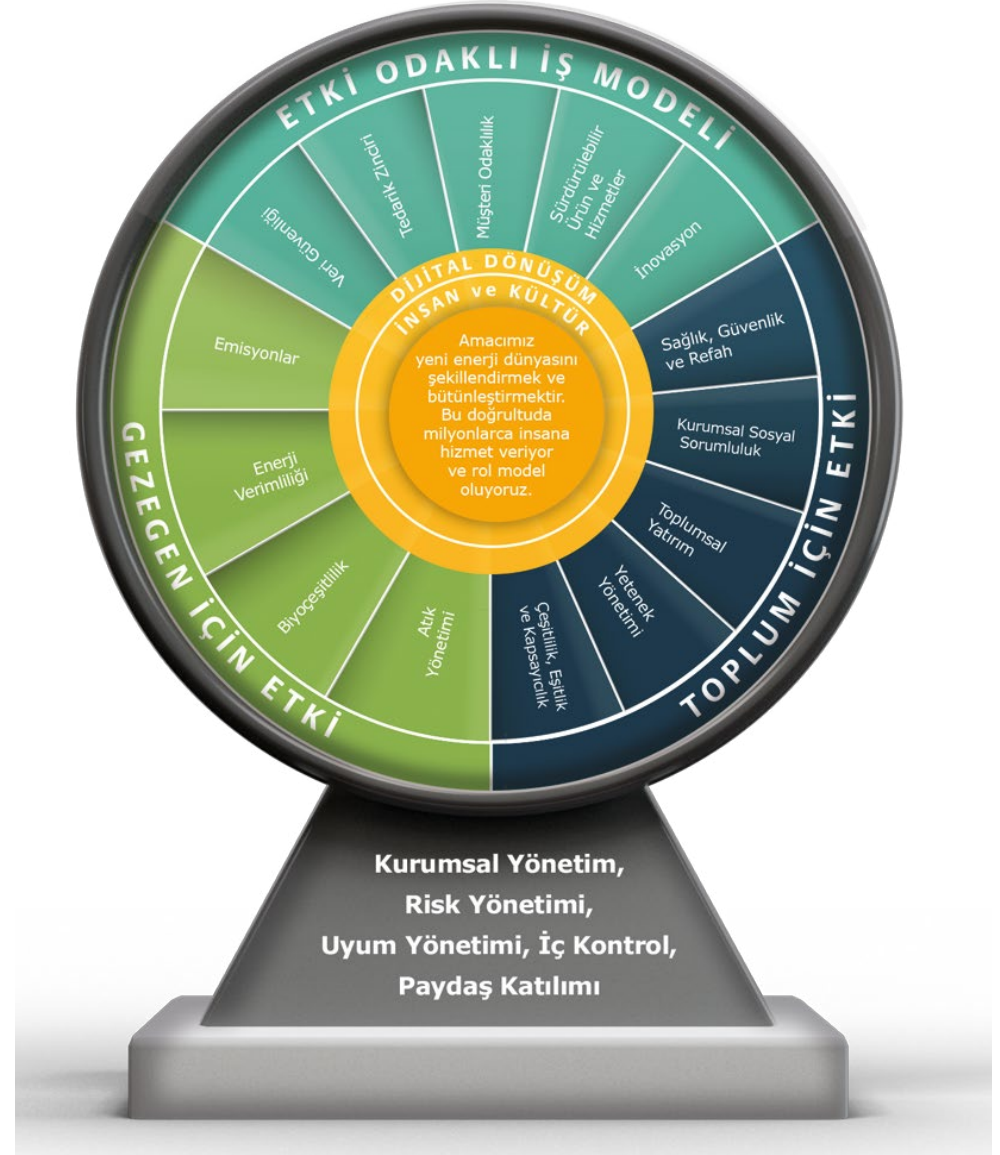 ETKİ ODAKLI İŞ MODELİ
Veri Güvenliği
Tedarik Zinciri
Müşteri Odaklılık
Sürdürülebilir
Ürün ve
Hizmetler
İnovasyon
TOPLUM İÇİN ETKİ
Sağlık, Güvenlik
ve Refah
Kurumsal Sosyal
Sorumluluk
Toplumsal
Yatırım
Yetenek
Yönetimi
Çeşitlilik, Eşitlik
ve Kapsayıcılık
GEZEGEN İÇİN ETKİ
Emisyonlar
Enerji
Verimliliği
Biyoçeşitlilik
Atık
Yönetimi
DİJİTAL DÖNÜŞÜM
İNSAN ve KÜLTÜR
Amacımız
yeni enerji dünyasını
şekillendirmek ve
bütünleştirmektir.
Bu doğrultuda
milyonlarca insana
hizmet veriyor
ve rol model
oluyoruz.
Kurumsal Yönetim,
Risk Yönetimi,
Uyum Yönetimi, İç Kontrol,
Paydaş Katılımı